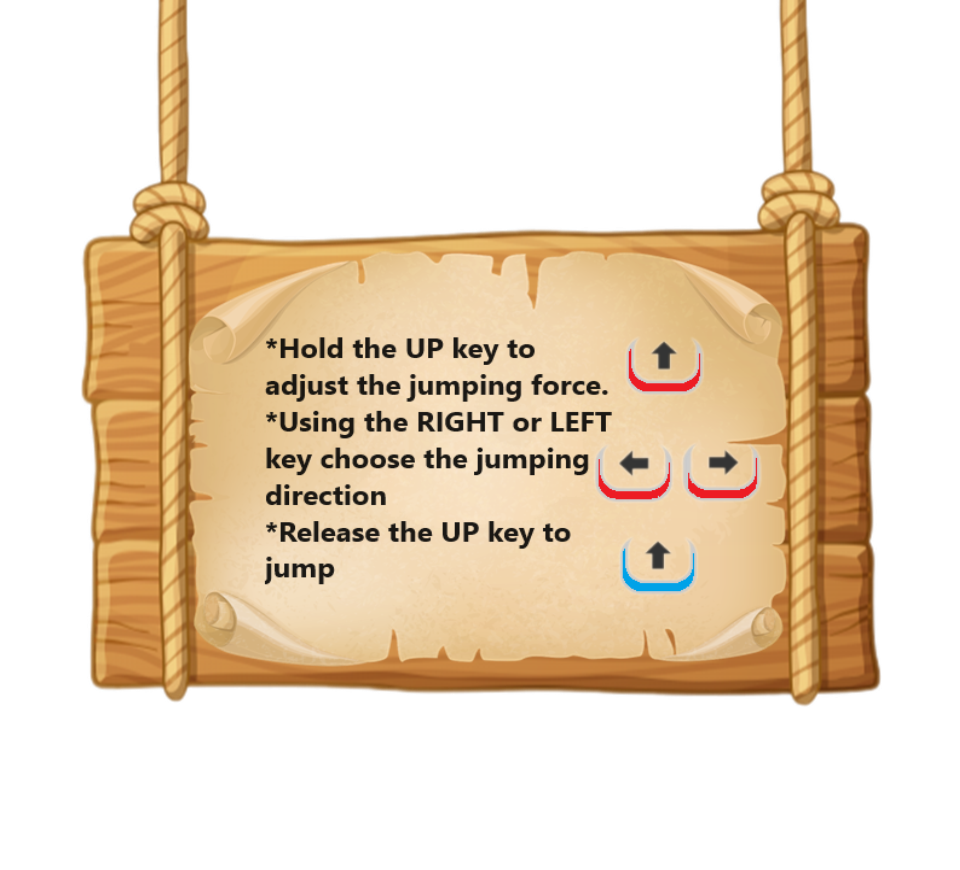 *Hold the UP key to
adjust the jumping force.
*Using the RIGHT or LEFT
key choose the jumping
direction
*Release the UP key to
jump